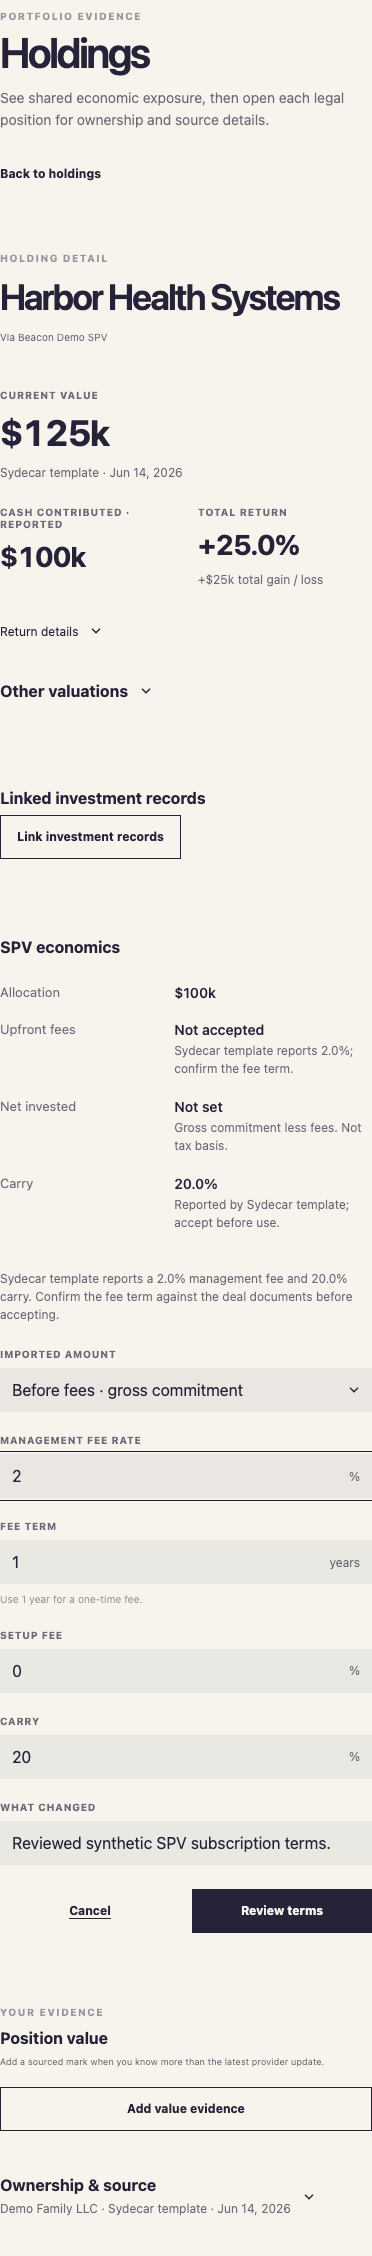 PORTFOLIO EVIDENCE
Holdings
See shared economic exposure, then open each legal
position for ownership and source details.
Back to holdings
HOLDING DETAIL
Harbor Health Systems
Via Beacon Demo SPV
CURRENT VALUE
$125k
Sydecar template · Jun 14, 2026
CASH CONTRIBUTED ·
REPORTED
$100k
TOTAL RETURN
+25.0%
+$25k total gain / loss
Return details
Other valuations
Linked investment records
Link investment records
SPV economics
Allocation
$100k
Upfront fees
Not accepted
Sydecar template reports 2.0%;
confirm the fee term.
Net invested
Not set
Gross commitment less fees. Not
tax basis.
Carry
20.0%
Reported by Sydecar template;
accept before use.
Sydecar template reports a 2.0% management fee and 20.0%
carry. Confirm the fee term against the deal documents before
accepting.
IMPORTED AMOUNT
Before fees · gross commitment
MANAGEMENT FEE RATE
2 %
FEE TERM
1 years
Use 1 year for a one-time fee.
SETUP FEE
0 %
CARRY
20 %
WHAT CHANGED
Reviewed synthetic SPV subscription terms.
Cancel Review terms
YOUR EVIDENCE
Position value
Add a sourced mark when you know more than the latest provider update.
Add value evidence
Ownership & source
Demo Family LLC · Sydecar template · Jun 14, 2026